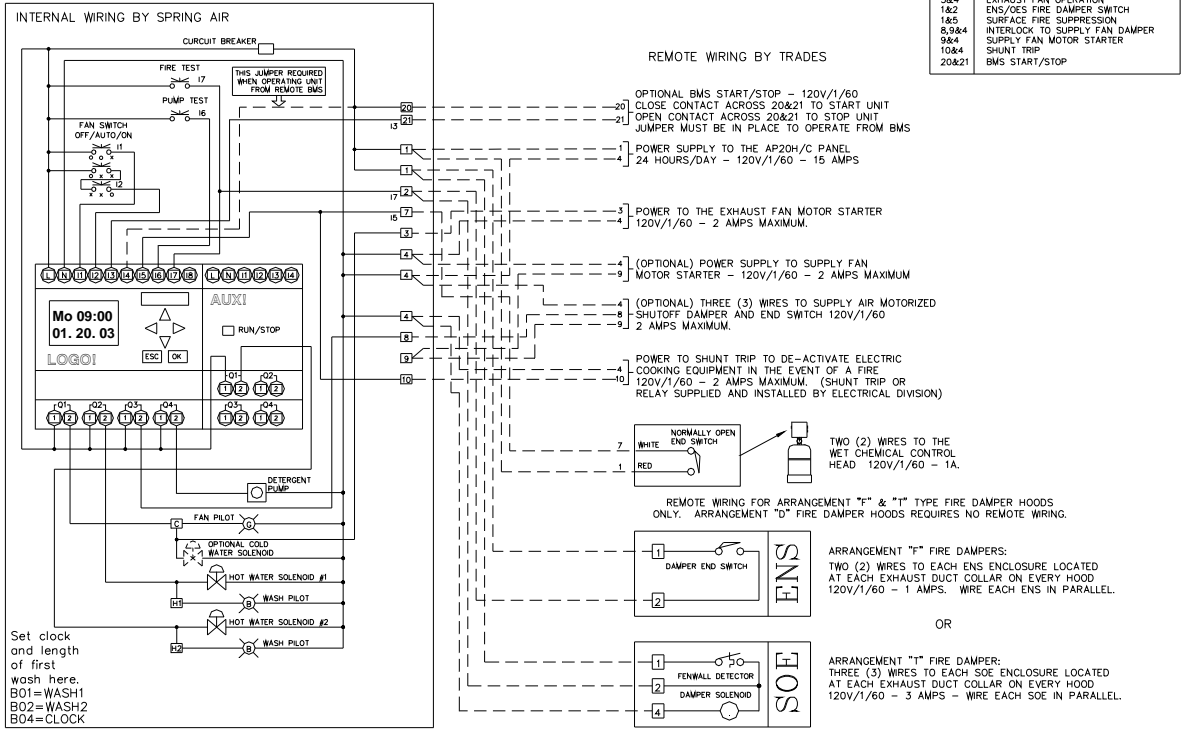 INTERNAL WIRING BY SPRING AIR
CURCUIT BREAKER
FIRE TEST
I7
THIS JUMPER REQUIRED
WHEN OPERATING UNIT
FROM REMOTE BMS
PUMP TEST
I6
FAN SWITCH
OFF/AUTO/ON
I1
O O X
I2
X X O
20
21
I3
1
1
2
I7
7
I5
3
4
4
4
8
9
10
L N I1 I2 I3 I4 I5 I6 I7 I8
L N I1 I2 I3 I4
Mo 09:00
01. 20. 03
ESC OK
LOGO!
AUX!
RUN/STOP
Q1 Q2
1 2 1 2
Q1 Q2 Q3 Q4
1 2 1 2 1 2 1 2
Q3 Q4
1 2 1 2
DETERGENT
PUMP
C
FAN PILOT
G
OPTIONAL COLD
WATER SOLENOID
HOT WATER SOLENOID #1
H1
B
WASH PILOT
HOT WATER SOLENOID #2
H2
B
WASH PILOT
Set clock
and length
of first
wash here.
B01=WASH1
B02=WASH2
B04=CLOCK
1&2 ENS/OES FIRE DAMPER SWITCH
1&5 SURFACE FIRE SUPPRESSION
8,9&4 INTERLOCK TO SUPPLY FAN DAMPER
9&4 SUPPLY FAN MOTOR STARTER
10&4 SHUNT TRIP
20&21 BMS START/STOP
REMOTE WIRING BY TRADES
OPTIONAL BMS START/STOP - 120V/1/60
20 CLOSE CONTACT ACROSS 20&21 TO START UNIT
21 OPEN CONTACT ACROSS 20&21 TO STOP UNIT
JUMPER MUST BE IN PLACE TO OPERATE FROM BMS
1 POWER SUPPLY TO THE AP20H/C PANEL
4 24 HOURS/DAY - 120V/1/60 - 15 AMPS
3 POWER TO THE EXHAUST FAN MOTOR STARTER
4 120V/1/60 - 2 AMPS MAXIMUM.
4 (OPTIONAL) POWER SUPPLY TO SUPPLY FAN
9 MOTOR STARTER - 120V/1/60 - 2 AMPS MAXIMUM
4 (OPTIONAL) THREE (3) WIRES TO SUPPLY AIR MOTORIZED
8 SHUTOFF DAMPER AND END SWITCH 120V/1/60
9 2 AMPS MAXIMUM.
POWER TO SHUNT TRIP TO DE-ACTIVATE ELECTRIC
4 COOKING EQUIPMENT IN THE EVENT OF A FIRE
10 120V/1/60 - 2 AMPS MAXIMUM. (SHUNT TRIP OR
RELAY SUPPLIED AND INSTALLED BY ELECTRICAL DIVISION)
NORMALLY OPEN
END SWITCH
7 WHITE
1 RED
TWO (2) WIRES TO THE
WET CHEMICAL CONTROL
HEAD 120V/1/60 - 1A.
REMOTE WIRING FOR ARRANGEMENT "F" & "T" TYPE FIRE DAMPER HOODS
ONLY. ARRANGEMENT "D" FIRE DAMPER HOODS REQUIRES NO REMOTE WIRING.
1
DAMPER END SWITCH
2
ENS
ARRANGEMENT "F" FIRE DAMPERS:
TWO (2) WIRES TO EACH ENS ENCLOSURE LOCATED
AT EACH EXHAUST DUCT COLLAR ON EVERY HOOD
120V/1/60 - 1 AMPS. WIRE EACH ENS IN PARALLEL.
OR
1
FENWALL DETECTOR
2
DAMPER SOLENOID
4
SOE
ARRANGEMENT "T" FIRE DAMPER:
THREE (3) WIRES TO EACH SOE ENCLOSURE LOCATED
AT EACH EXHAUST DUCT COLLAR ON EVERY HOOD
120V/1/60 - 3 AMPS - WIRE EACH SOE IN PARALLEL.